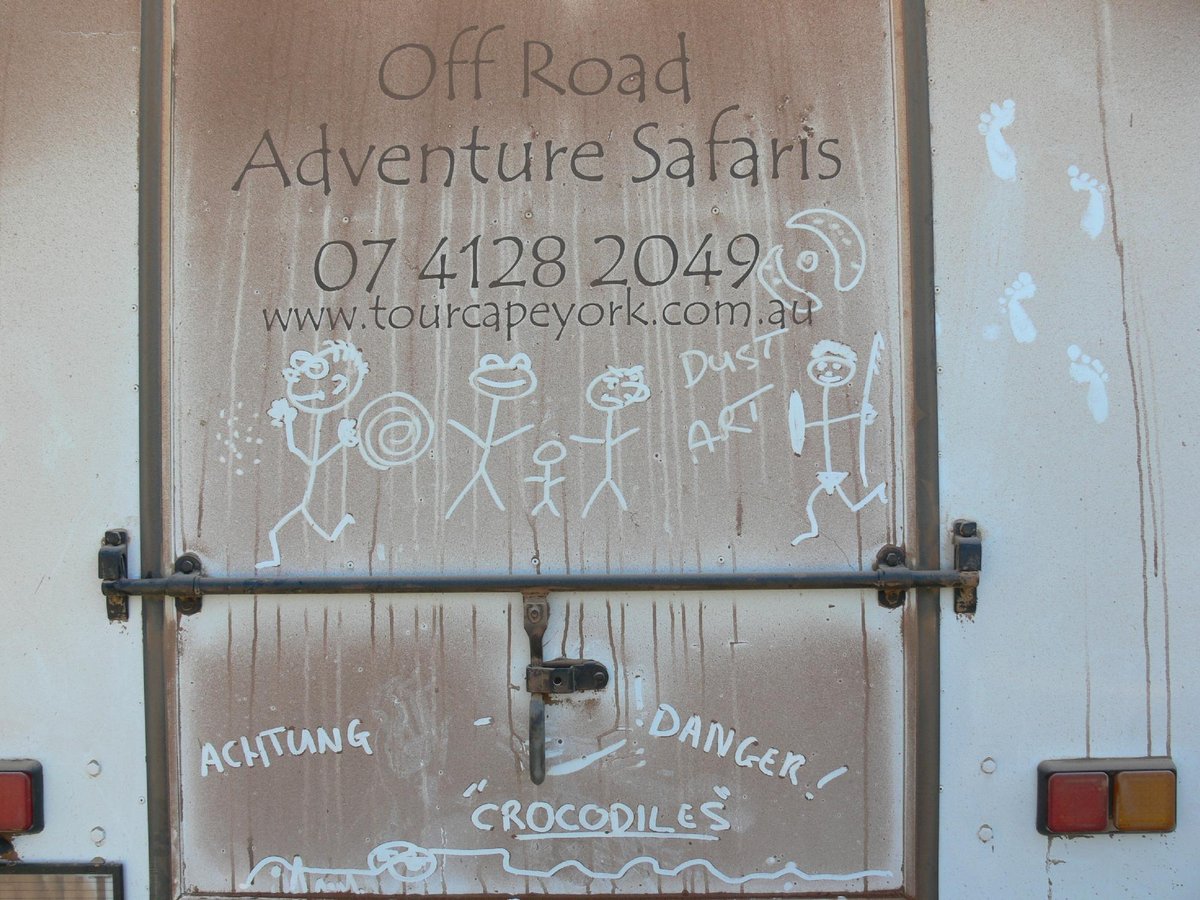 Off Road
Adventure Safaris
07 4128 2049
www.tourcapeyork.com.au
DUST
ART
ACHTUNG
! DANGER!
"CROCODILES"